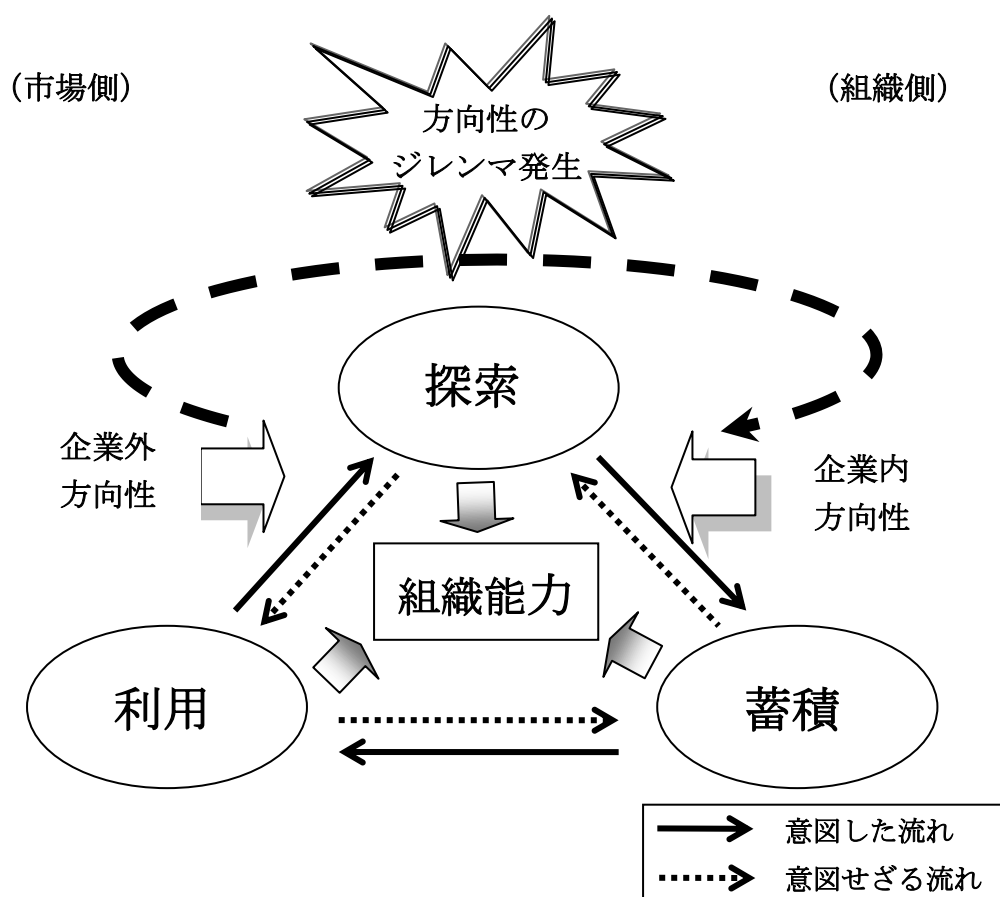 （市場側）
（組織側）
方向性の
ジレンマ発生
探索
企業外
方向性
企業内
方向性
組織能力
利用
蓄積
意図した流れ
意図せざる流れ